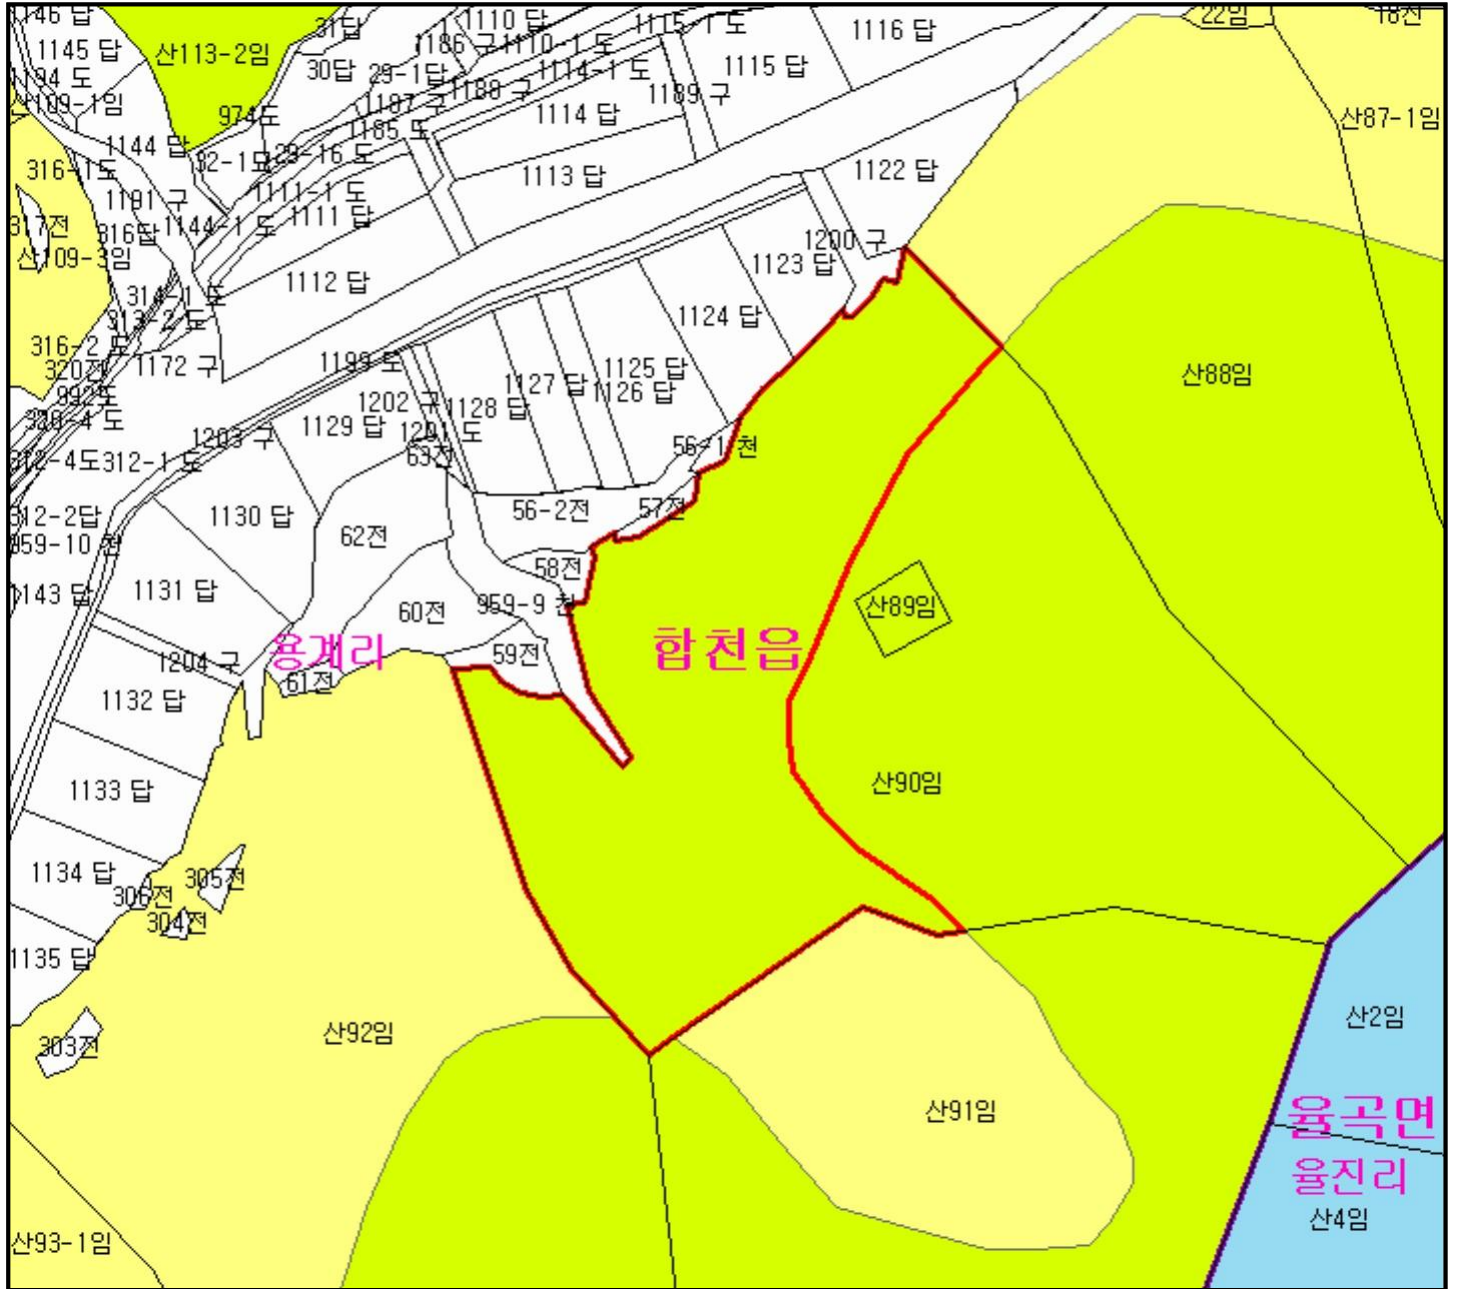 1146 답
31답
1110 답
1115-1 도
1116 답
22임
18전
1145 답
산113-2임
1186 구
1110-1 도
1194 도
30답
29-1답
1114-1 도
1115 답
산109-1임
974도
1187 구
1188 구
1114 답
1189 구
산87-1임
1144 답
1185 도
316-1도
29-16 도
1113 답
1122 답
1191 구
1111-1 도
317전
316답
1144-1 도
1111 답
1200 구
산109-3임
1112 답
1123 답
314-1 도
313-2 도
1124 답
316-2 도
320전
1172 구
1199 도
1125 답
산88임
992도
1202 구
1127 답
1126 답
1128 답
1203 구
1129 답
1201 도
56-1 천
312-4도
312-1 도
63전
312-2답
1130 답
62전
56-2전
57전
959-10 천
58전
1143 답
1131 답
60전
959-9 천
산89임
1204 구
용계리
59전
합천읍
61전
1132 답
1133 답
산90임
1134 답
306전
305전
304전
1135 답
303전
산92임
산2임
산91임
율곡면
율진리
산93-1임
산4임